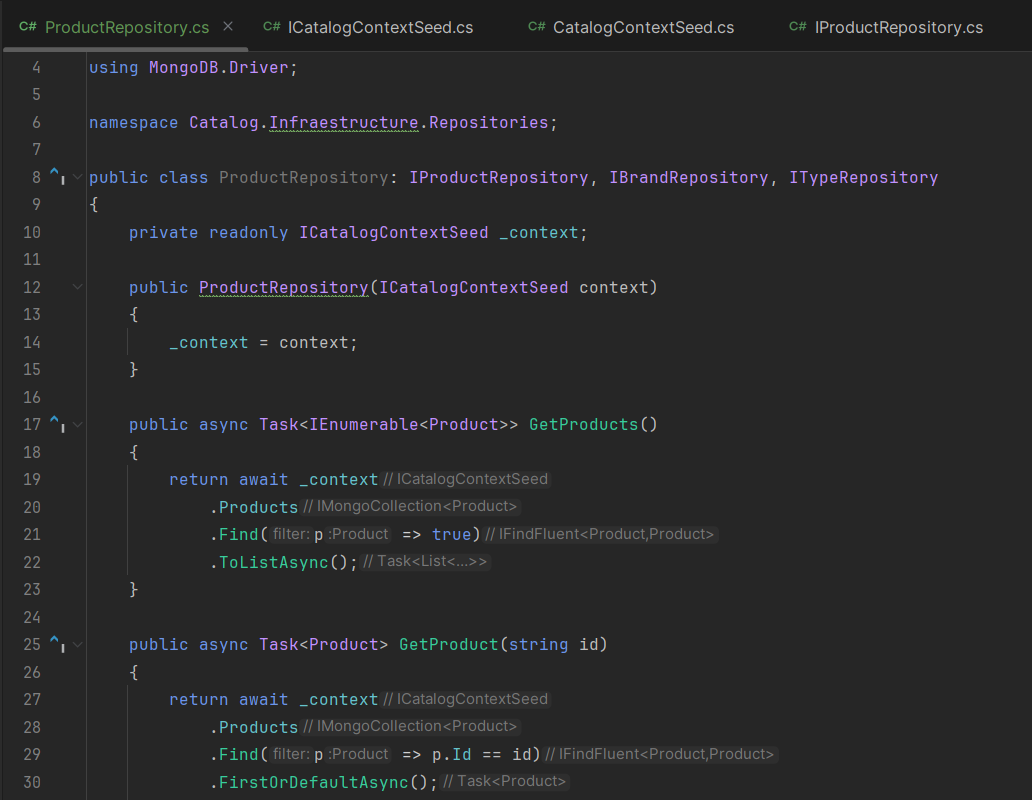 C# ProductRepository.cs × C# ICatalogContextSeed.cs C# CatalogContextSeed.cs C# IProductRepository.cs
4 using MongoDB.Driver;
5
6 namespace Catalog.Infraestructure.Repositories;
7
8 public class ProductRepository: IProductRepository, IBrandRepository, ITypeRepository
9 {
10 private readonly ICatalogContextSeed _context;
11
12 public ProductRepository(ICatalogContextSeed context)
13 {
14 _context = context;
15 }
16
17 public async Task<IEnumerable<Product>> GetProducts()
18 {
19 return await _context // ICatalogContextSeed
20 .Products // IMongoCollection<Product>
21 .Find( filter: p :Product => true) // IFindFluent<Product,Product>
22 .ToListAsync(); // Task<List<...>>
23 }
24
25 public async Task<Product> GetProduct(string id)
26 {
27 return await _context // ICatalogContextSeed
28 .Products // IMongoCollection<Product>
29 .Find( filter: p :Product => p.Id == id) // IFindFluent<Product,Product>
30 .FirstOrDefaultAsync(); // Task<Product>